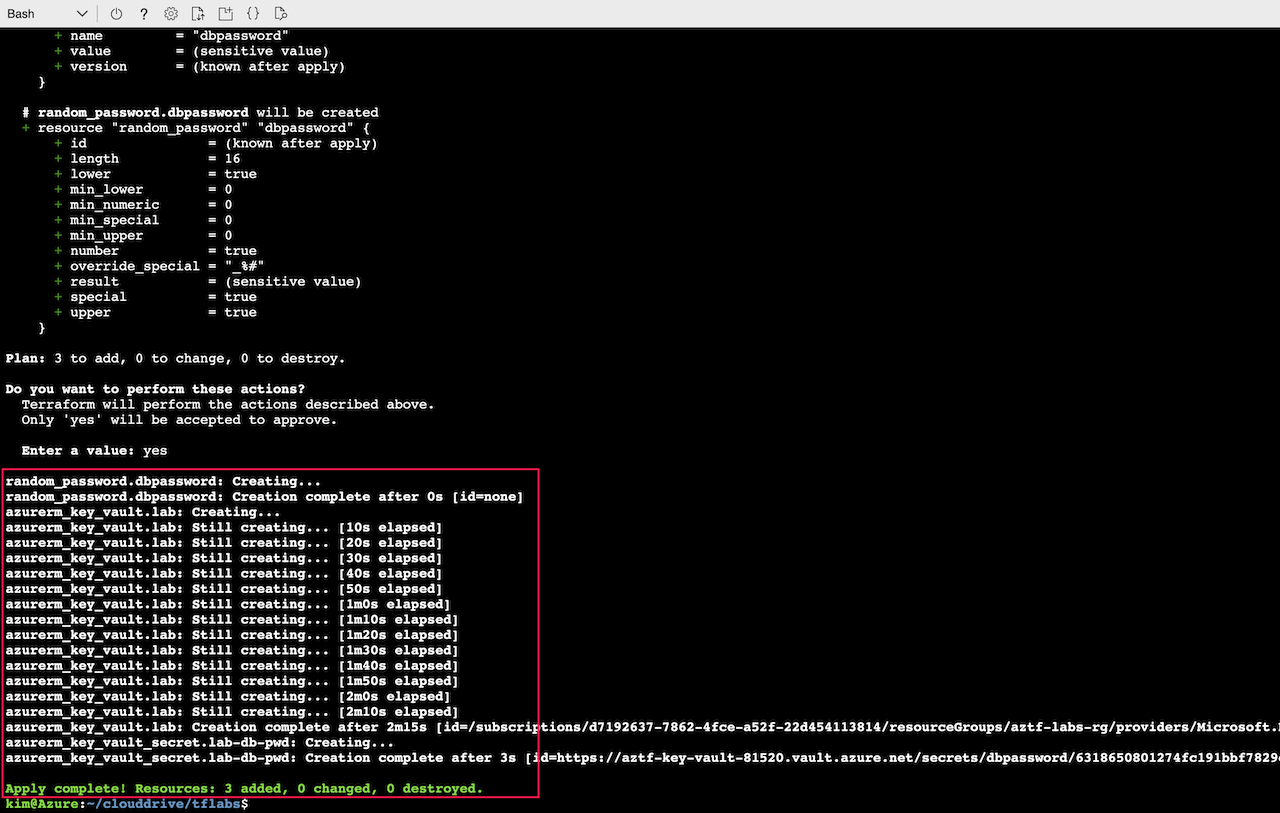 Bash
+ name         = "dbpassword"
+ value        = (sensitive value)
+ version      = (known after apply)
}
# random_password.dbpassword will be created
+ resource "random_password" "dbpassword" {
+ id               = (known after apply)
+ length           = 16
+ lower            = true
+ min_lower        = 0
+ min_numeric      = 0
+ min_special      = 0
+ min_upper        = 0
+ number           = true
+ override_special = "_%#"
+ result           = (sensitive value)
+ special          = true
+ upper            = true
}
Plan: 3 to add, 0 to change, 0 to destroy.
Do you want to perform these actions?
Terraform will perform the actions described above.
Only 'yes' will be accepted to approve.
Enter a value: yes
random_password.dbpassword: Creating...
random_password.dbpassword: Creation complete after 0s [id=none]
azurerm_key_vault.lab: Creating...
azurerm_key_vault.lab: Still creating... [10s elapsed]
azurerm_key_vault.lab: Still creating... [20s elapsed]
azurerm_key_vault.lab: Still creating... [30s elapsed]
azurerm_key_vault.lab: Still creating... [40s elapsed]
azurerm_key_vault.lab: Still creating... [50s elapsed]
azurerm_key_vault.lab: Still creating... [1m0s elapsed]
azurerm_key_vault.lab: Still creating... [1m10s elapsed]
azurerm_key_vault.lab: Still creating... [1m20s elapsed]
azurerm_key_vault.lab: Still creating... [1m30s elapsed]
azurerm_key_vault.lab: Still creating... [1m40s elapsed]
azurerm_key_vault.lab: Still creating... [1m50s elapsed]
azurerm_key_vault.lab: Still creating... [2m0s elapsed]
azurerm_key_vault.lab: Still creating... [2m10s elapsed]
azurerm_key_vault.lab: Creation complete after 2m15s [id=/subscriptions/d7192637-7862-4fce-a52f-22d454113814/resourceGroups/aztf-labs-rg/providers/Microsoft.
azurerm_key_vault_secret.lab-db-pwd: Creating...
azurerm_key_vault_secret.lab-db-pwd: Creation complete after 3s [id=https://aztf-key-vault-81520.vault.azure.net/secrets/dbpassword/6318650801274fc191bbf7829
Apply complete! Resources: 3 added, 0 changed, 0 destroyed.
kim@Azure:~/clouddrive/tflabs$